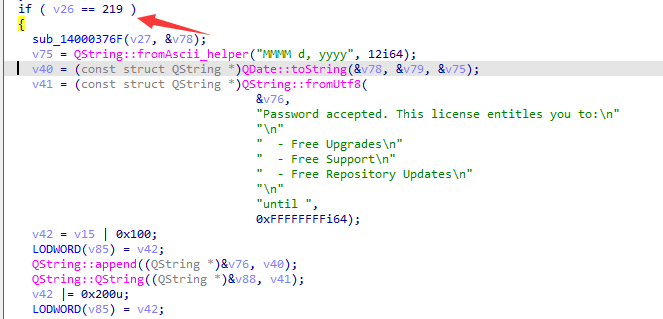 if ( v26 == 219 )
{
sub_14000376F(v27, &v78);
v75 = QString::fromAscii_helper("MMMM d, yyyy", 12i64);
v40 = (const struct QString *)QDate::toString(&v78, &v79, &v75);
v41 = (const struct QString *)QString::fromUtf8(
&v76,
"Password accepted. This license entitles you to:\n"
"\n"
"  - Free Upgrades\n"
"  - Free Support\n"
"  - Free Repository Updates\n"
"\n"
"until ",
0xFFFFFFFFi64);
v42 = v15 | 0x100;
LODWORD(v85) = v42;
QString::append((QString *)&v76, v40);
QString::QString((QString *)&v88, v41);
v42 |= 0x200u;
LODWORD(v85) = v42;